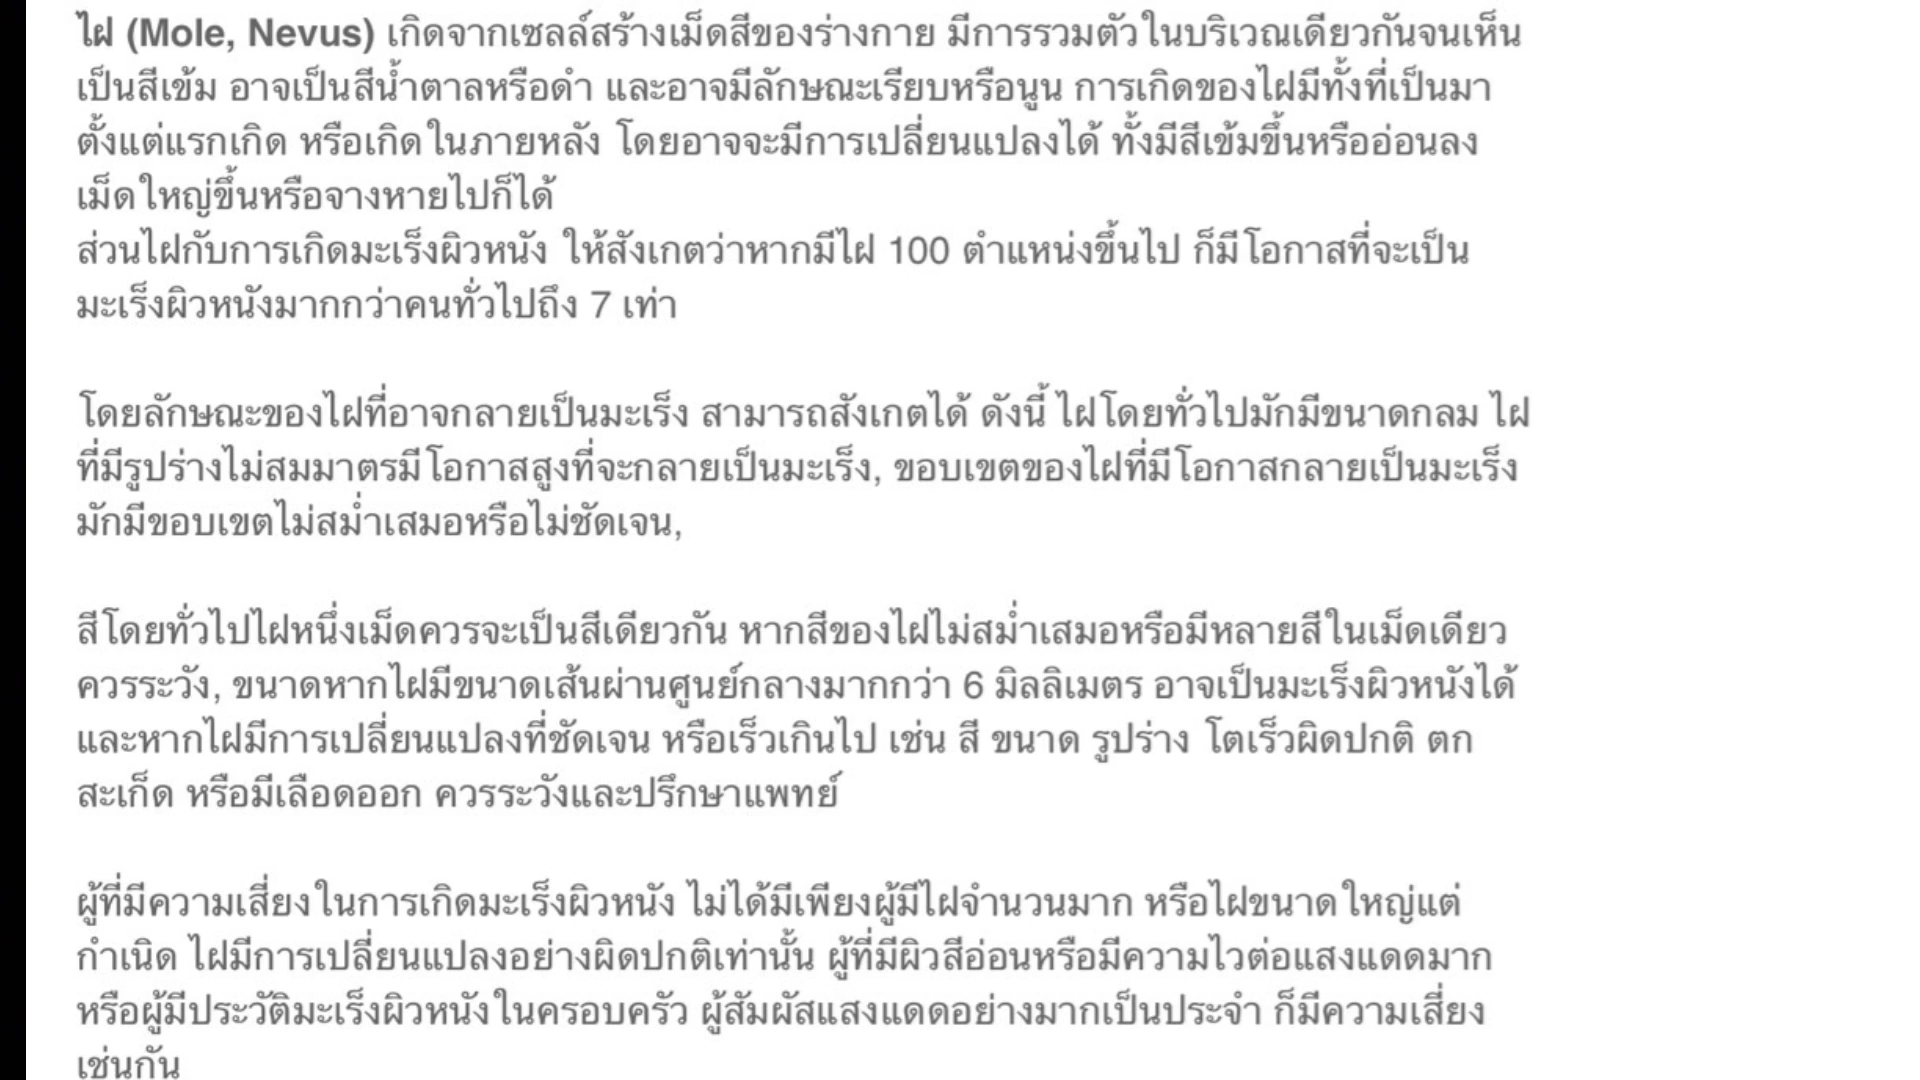 ไฝ (Mole, Nevus) เกิดจากเซลล์สร้างเม็ดสีของร่างกาย มีการรวมตัวในบริเวณเดียวกันจนเห็น
เป็นสีเข้ม อาจเป็นสีน้ำตาลหรือดำ และอาจมีลักษณะเรียบหรือนูน การเกิดของไฝมีทั้งที่เป็นมา
ตั้งแต่แรกเกิด หรือเกิดในภายหลัง โดยอาจจะมีการเปลี่ยนแปลงได้ ทั้งมีสีเข้มขึ้นหรืออ่อนลง
เม็ดใหญ่ขึ้นหรือจางหายไปก็ได้
ส่วนไฝกับการเกิดมะเร็งผิวหนัง ให้สังเกตว่าหากมีไฝ 100 ตำแหน่งขึ้นไป ก็มีโอกาสที่จะเป็น
มะเร็งผิวหนังมากกว่าคนทั่วไปถึง 7 เท่า
โดยลักษณะของไฝที่อาจกลายเป็นมะเร็ง สามารถสังเกตได้ ดังนี้ ไฝโดยทั่วไปมักมีขนาดกลม ไฝ
ที่มีรูปร่างไม่สมมาตรมีโอกาสสูงที่จะกลายเป็นมะเร็ง, ขอบเขตของไฝที่มีโอกาสกลายเป็นมะเร็ง
มักมีขอบเขตไม่สม่ำเสมอหรือไม่ชัดเจน,
สีโดยทั่วไปไฝหนึ่งเม็ดควรจะเป็นสีเดียวกัน หากสีของไฝไม่สม่ำเสมอหรือมีหลายสีในเม็ดเดียว
ควรระวัง, ขนาดหากไฝมีขนาดเส้นผ่านศูนย์กลางมากกว่า 6 มิลลิเมตร อาจเป็นมะเร็งผิวหนังได้
และหากไฝมีการเปลี่ยนแปลงที่ชัดเจน หรือเร็วเกินไป เช่น สี ขนาด รูปร่าง โตเร็วผิดปกติ ตก
สะเก็ด หรือมีเลือดออก ควรระวังและปรึกษาแพทย์
ผู้ที่มีความเสี่ยงในการเกิดมะเร็งผิวหนัง ไม่ได้มีเพียงผู้มีไฝจำนวนมาก หรือไฝขนาดใหญ่แต่
กำเนิด ไฝมีการเปลี่ยนแปลงอย่างผิดปกติเท่านั้น ผู้ที่มีผิวสีอ่อนหรือมีความไวต่อแสงแดดมาก
หรือผู้มีประวัติมะเร็งผิวหนังในครอบครัว ผู้สัมผัสแสงแดดอย่างมากเป็นประจำ ก็มีความเสี่ยง
เช่นกัน